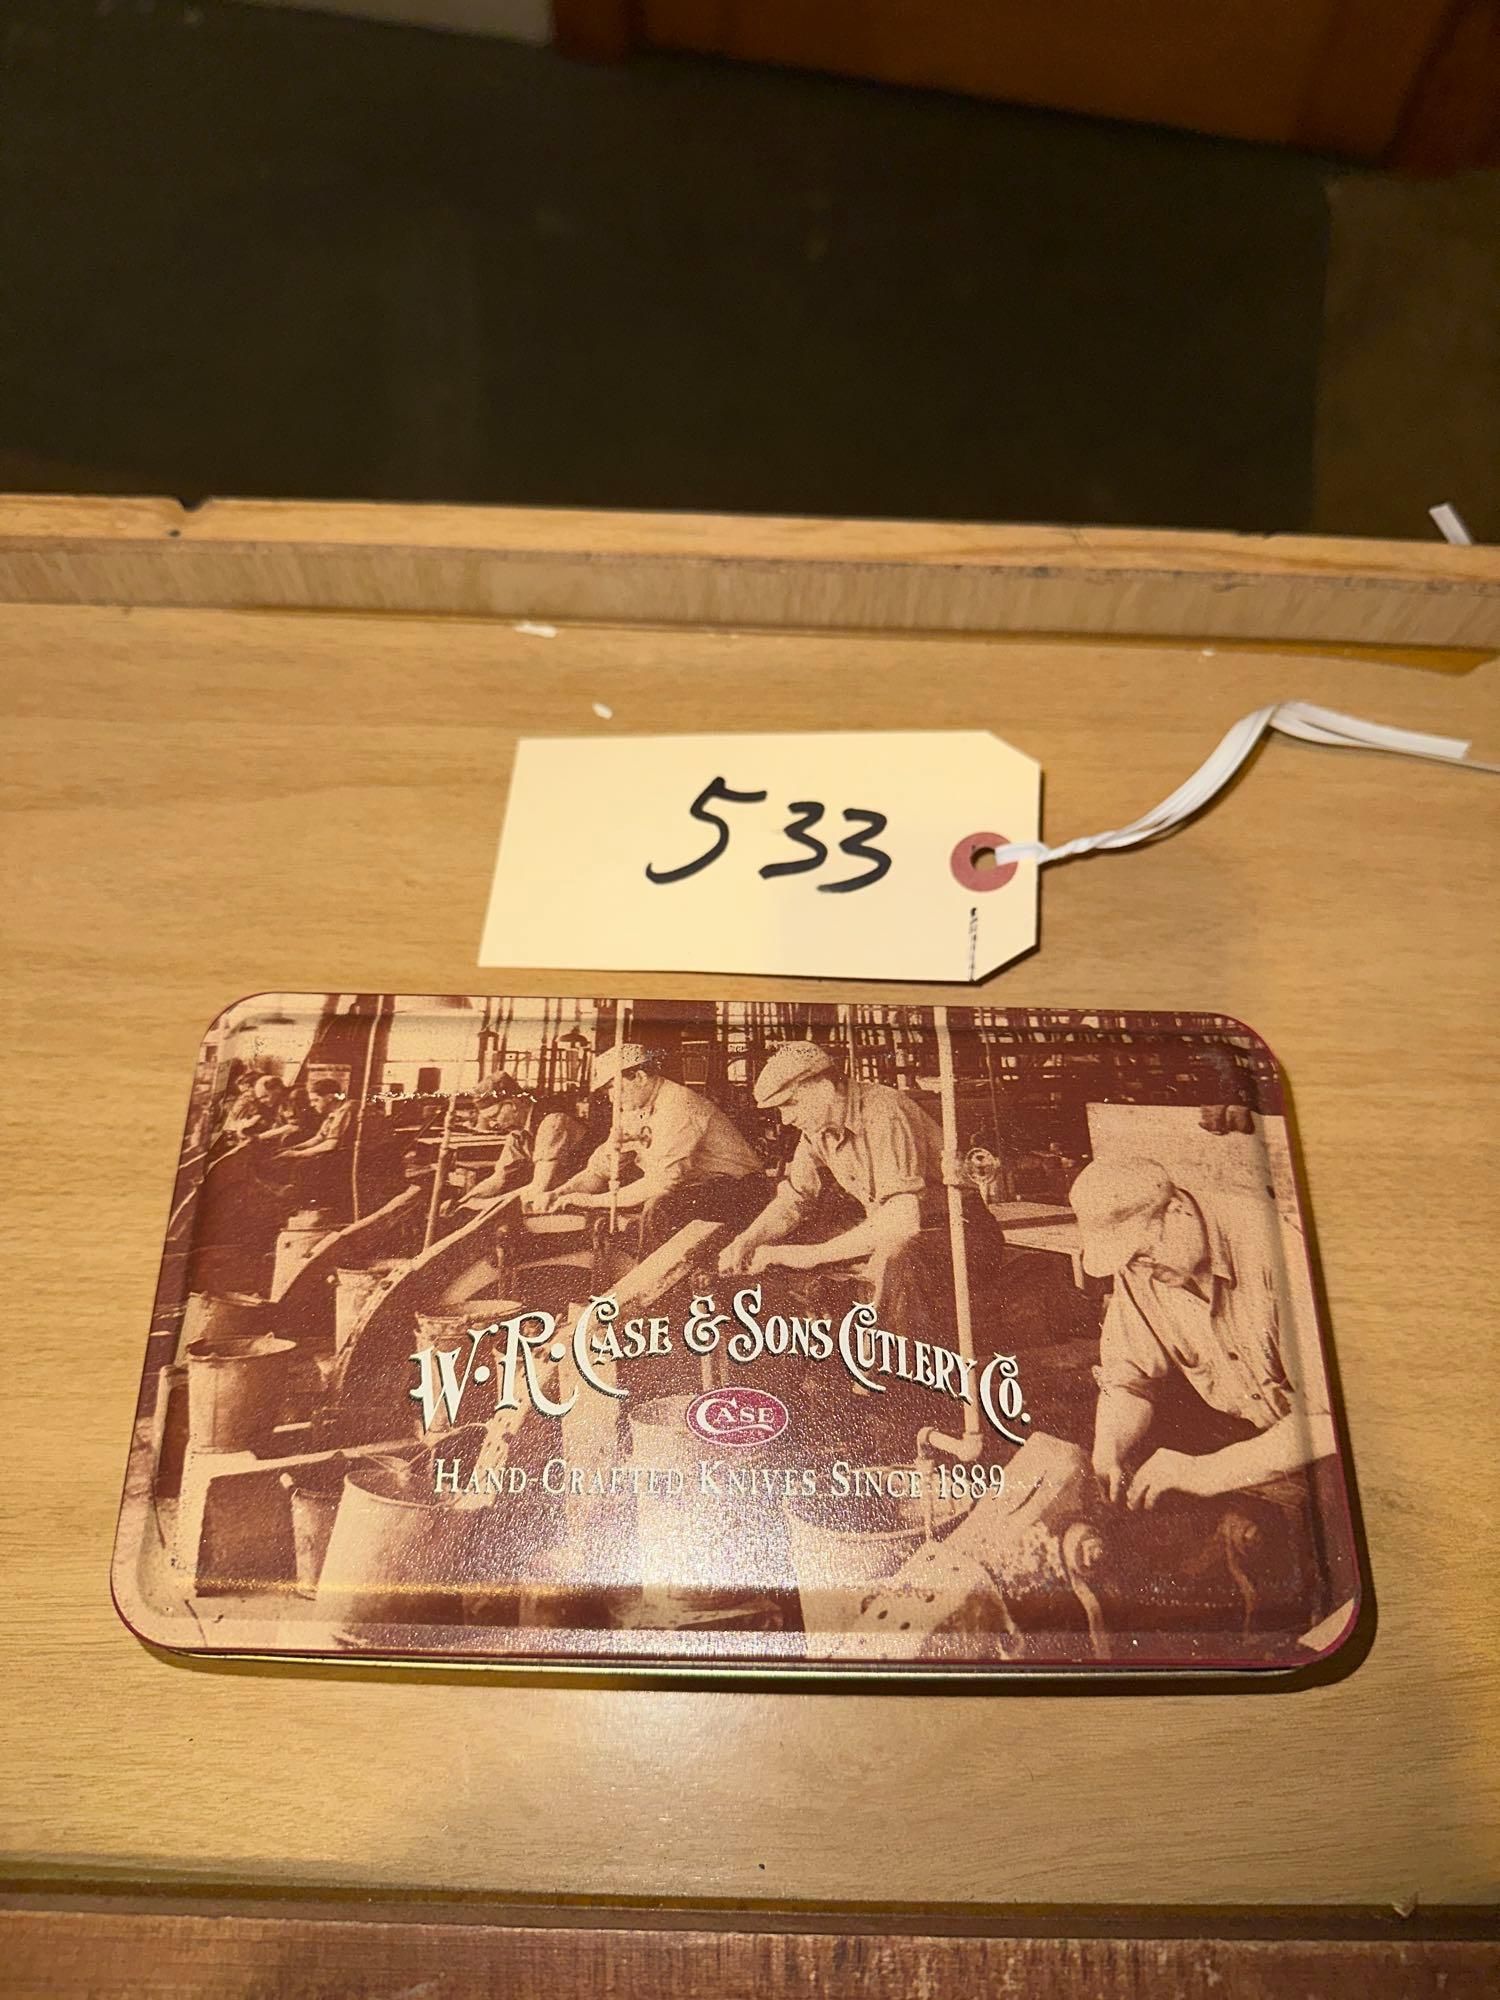 533
W·R·CASE & SONS CUTLERY CO.
CASE
HAND-CRAFTED KNIVES SINCE 1889